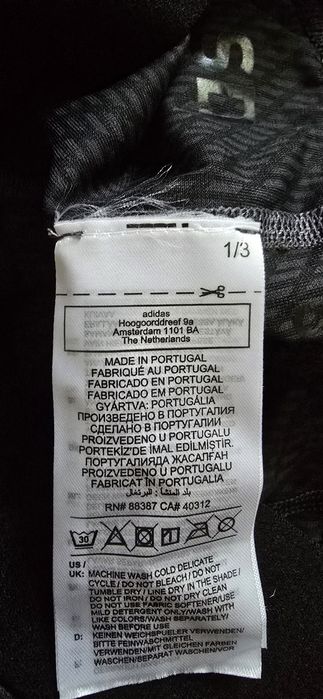 1/3
adidas
Hoogoorddreef 9a
Amsterdam 1101 BA
The Netherlands
MADE IN PORTUGAL
FABRIQUÉ AU PORTUGAL
FABRICADO EN PORTUGAL
FABRICADO EM PORTUGAL
GYÁRTVA: PORTUGÁLIA
ПРОИЗВЕДЕНО В ПОРТУГАЛИЯ
СДЕЛАНО В ПОРТУГАЛИИ
PROIZVEDENO U PORTUGALU
PORTEKİZ'DE IMAL EDİLMİŞTİR.
ПОРТУГАЛИЯДА ЖАСАЛҒАН
PROIZVEDENO U PORTUGALU
FABRICAT ÎN PORTUGALIA
بلد المنشأ : البرتغال
RN# 88387 CA# 40312
30
US /
UK: MACHINE WASH COLD DELICATE
CYCLE / DO NOT BLEACH / DO NOT
TUMBLE DRY / LINE DRY IN THE SHADE /
DO NOT IRON / DO NOT DRY CLEAN
DO NOT USE FABRIC SOFTENER/USE
MILD DETERGENT ONLY/WASH WITH
LIKE COLORS/WASH SEPARATELY/
WASH BEFORE USE
D: KEINEN WEICHSPUELER VERWENDEN/
BITTE FEINWASCHMITTEL
VERWENDEN/MIT GLEICHEN FARBEN
WASCHEN/SEPARAT WASCHEN/VOR